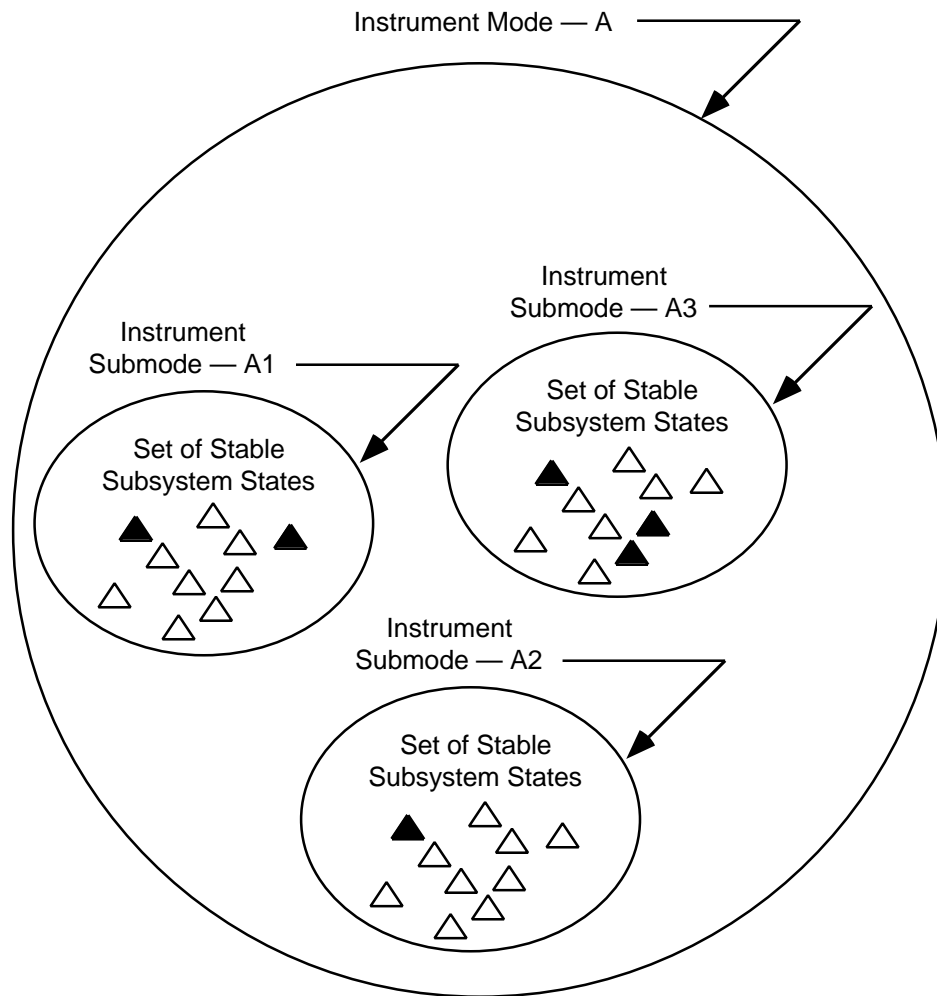 Instrument Mode — A
Instrument
Submode — A3
Instrument
Submode — A1
Set of Stable
Subsystem States
Set of Stable
Subsystem States
Instrument
Submode — A2
Set of Stable
Subsystem States